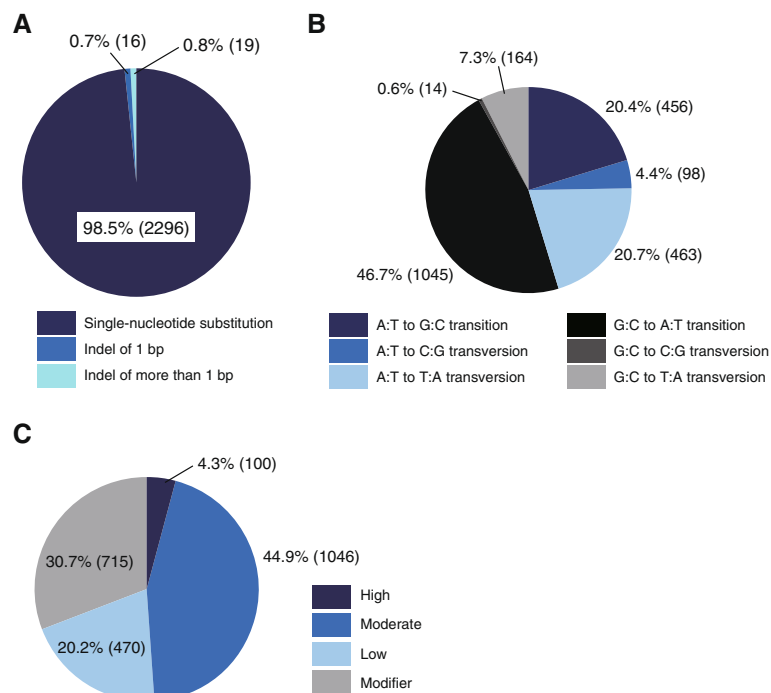 A
0.7% (16)
0.8% (19)
98.5% (2296)
Single-nucleotide substitution
Indel of 1 bp
Indel of more than 1 bp
B
7.3% (164)
0.6% (14)
20.4% (456)
4.4% (98)
20.7% (463)
46.7% (1045)
A:T to G:C transition
A:T to C:G transversion
A:T to T:A transversion
G:C to A:T transition
G:C to C:G transversion
G:C to T:A transversion
C
4.3% (100)
44.9% (1046)
30.7% (715)
20.2% (470)
High
Moderate
Low
Modifier